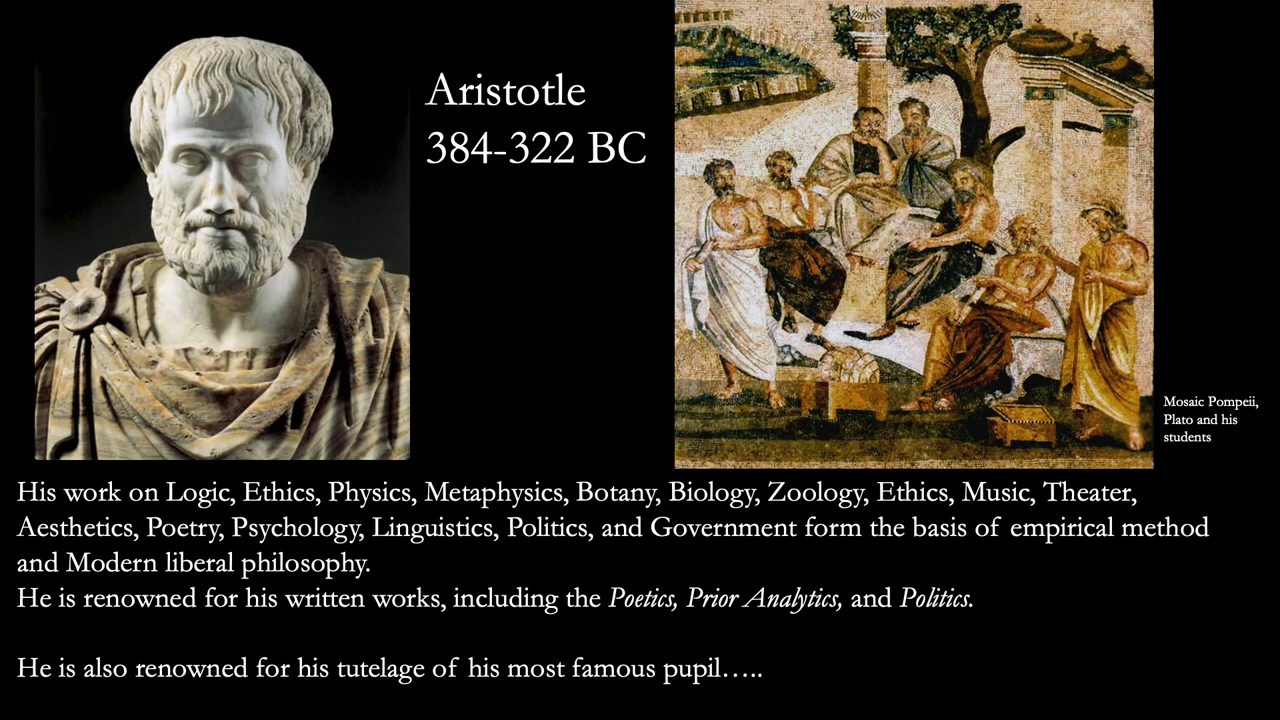 Aristotle
384-322 BC
Mosaic Pompeii,
Plato and his
students
His work on Logic, Ethics, Physics, Metaphysics, Botany, Biology, Zoology, Ethics, Music, Theater,
Aesthetics, Poetry, Psychology, Linguistics, Politics, and Government form the basis of empirical method
and Modern liberal philosophy.
He is renowned for his written works, including the Poetics, Prior Analytics, and Politics.
He is also renowned for his tutelage of his most famous pupil…..